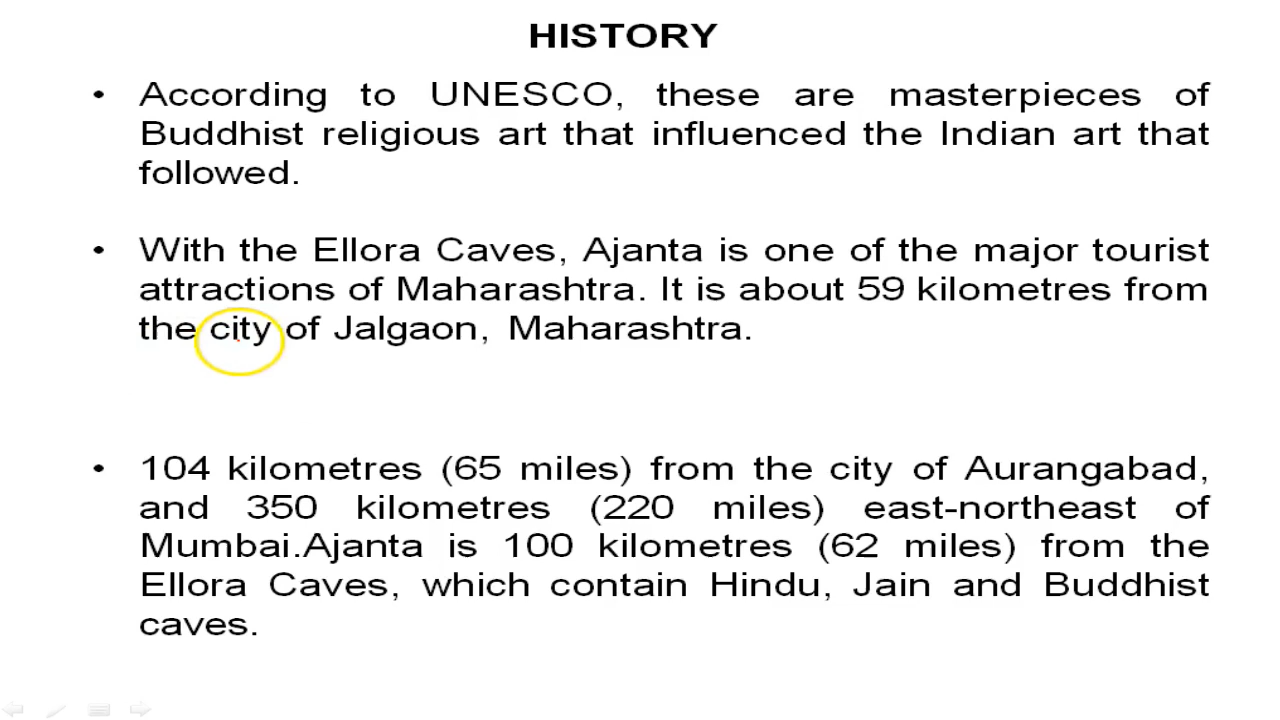 HISTORY
• According to UNESCO, these are masterpieces of
Buddhist religious art that influenced the Indian art that
followed.
• With the Ellora Caves, Ajanta is one of the major tourist
attractions of Maharashtra. It is about 59 kilometres from
the city of Jalgaon, Maharashtra.
• 104 kilometres (65 miles) from the city of Aurangabad,
and 350 kilometres (220 miles) east-northeast of
Mumbai.Ajanta is 100 kilometres (62 miles) from the
Ellora Caves, which contain Hindu, Jain and Buddhist
caves.